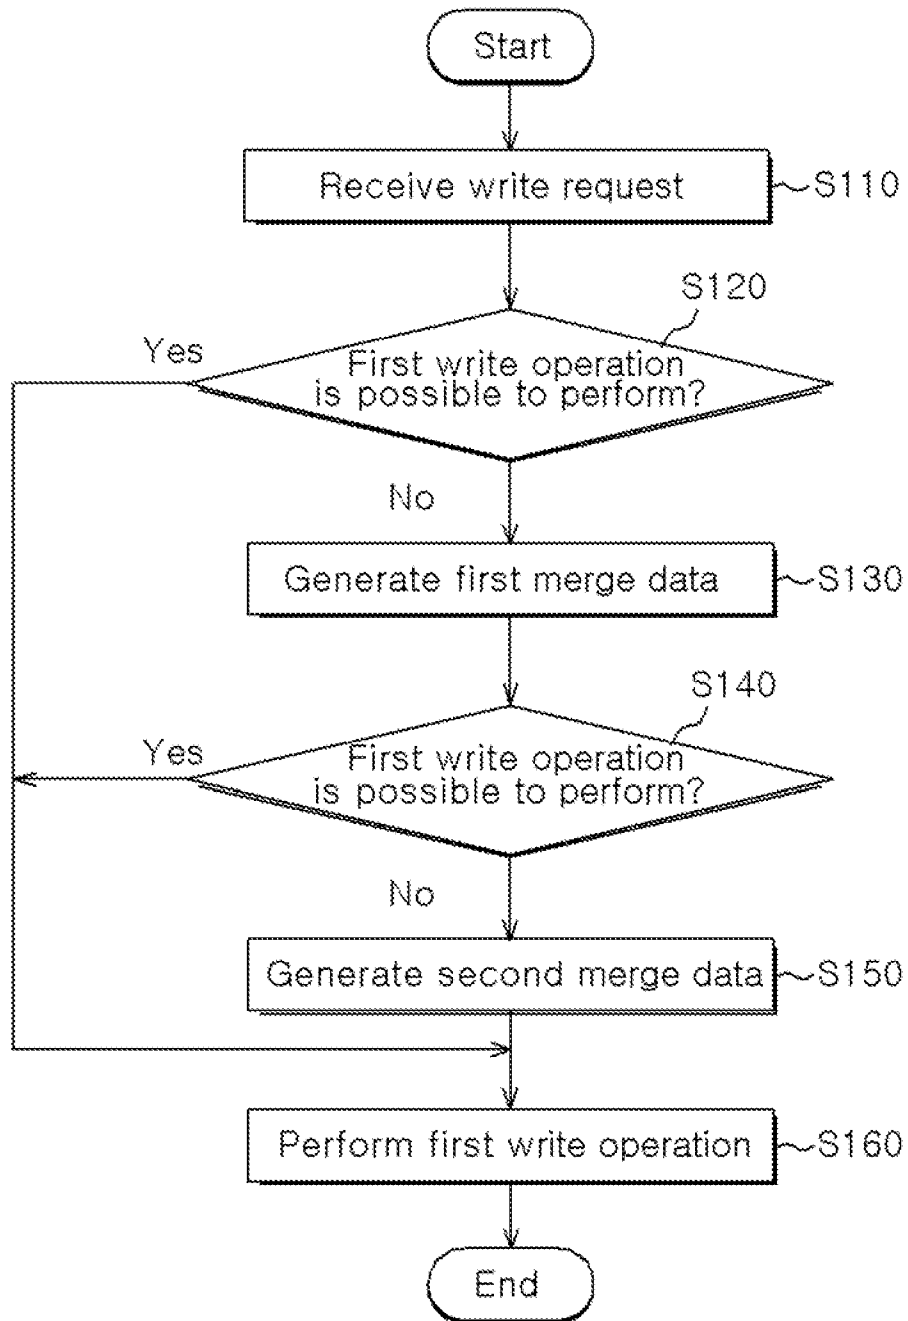 Start
Receive write request
S110
S120
Yes
First write operation
is possible to perform?
No
Generate first merge data
S130
S140
Yes
First write operation
is possible to perform?
No
Generate second merge data
S150
Perform first write operation
S160
End